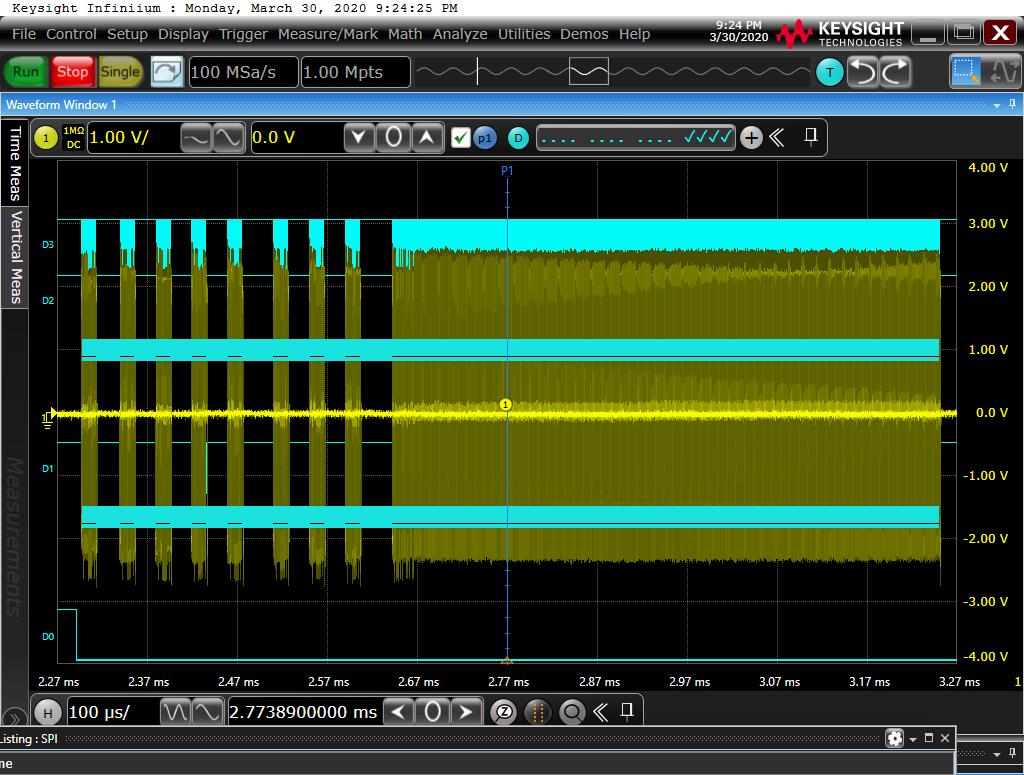 Keysight Infiniium : Monday, March 30, 2020 9:24:25 PM
File Control Setup Display Trigger Measure/Mark Math Analyze Utilities Demos Help
9:24 PM
3/30/2020
KEYSIGHT
TECHNOLOGIES
Run Stop Single 100 MSa/s 1.00 Mpts T
Waveform Window 1
1 1MΩ DC 1.00 V/ 0.0 V 0 p1 D
Time Meas
Vertical Meas
Measurements
P1
4.00 V
3.00 V
2.00 V
1.00 V
0.0 V
-1.00 V
-2.00 V
-3.00 V
-4.00 V
D3
D2
1
1
D1
D0
2.27 ms 2.37 ms 2.47 ms 2.57 ms 2.67 ms 2.77 ms 2.87 ms 2.97 ms 3.07 ms 3.17 ms 3.27 ms 1
H 100 µs/ 2.7738900000 ms 0 Z
Listing : SPI
me